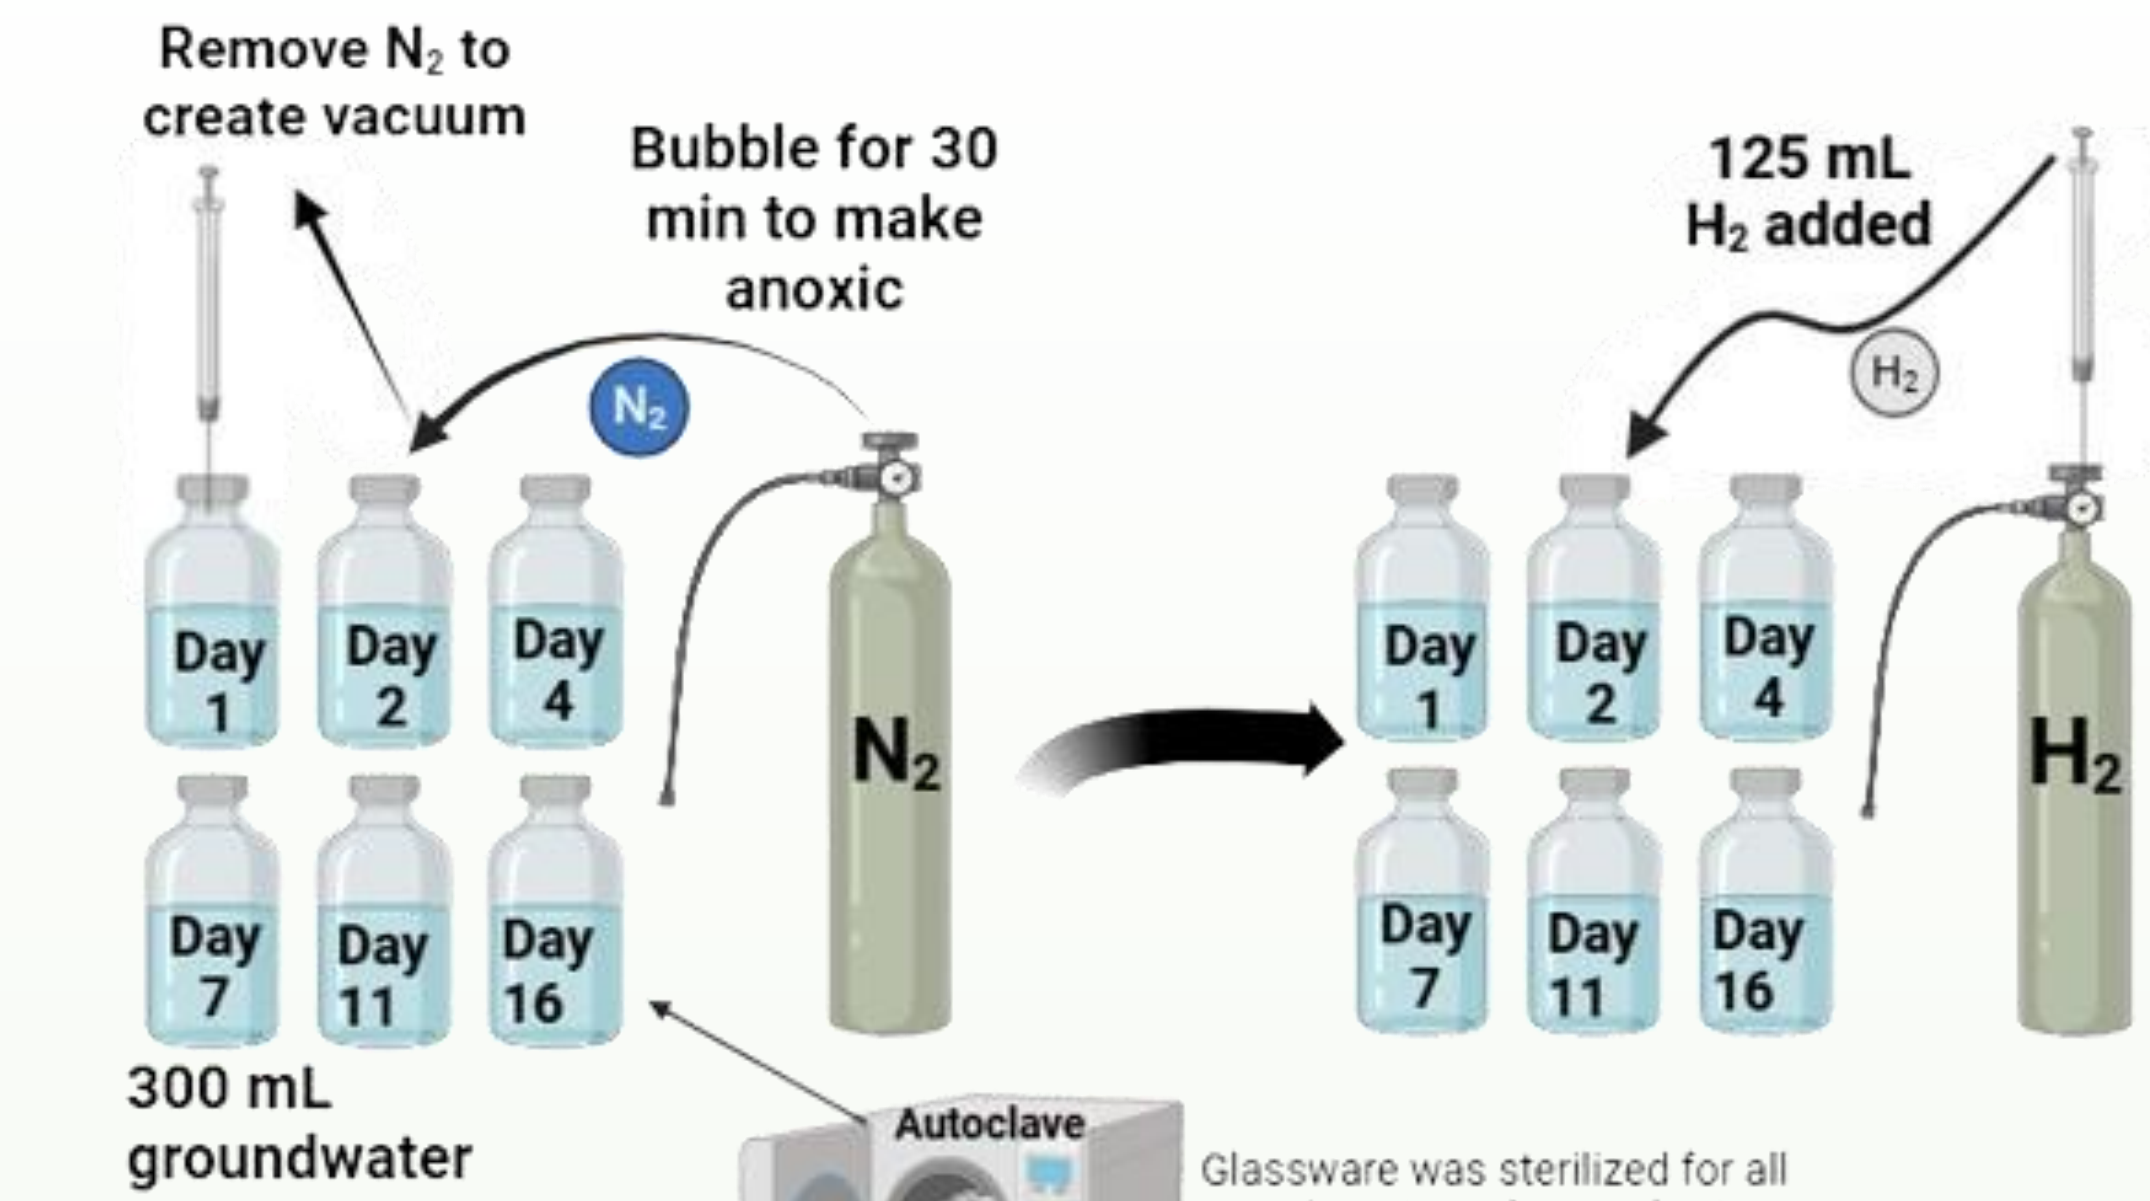 Remove N₂ to
create vacuum
Bubble for 30
min to make
anoxic
N₂
125 mL
H₂ added
H₂
Day
1
Day
2
Day
4
N₂
Day
7
Day
11
Day
16
Day
1
Day
2
Day
4
H₂
Day
7
Day
11
Day
16
300 mL
groundwater
Autoclave
Glassware was sterilized for all